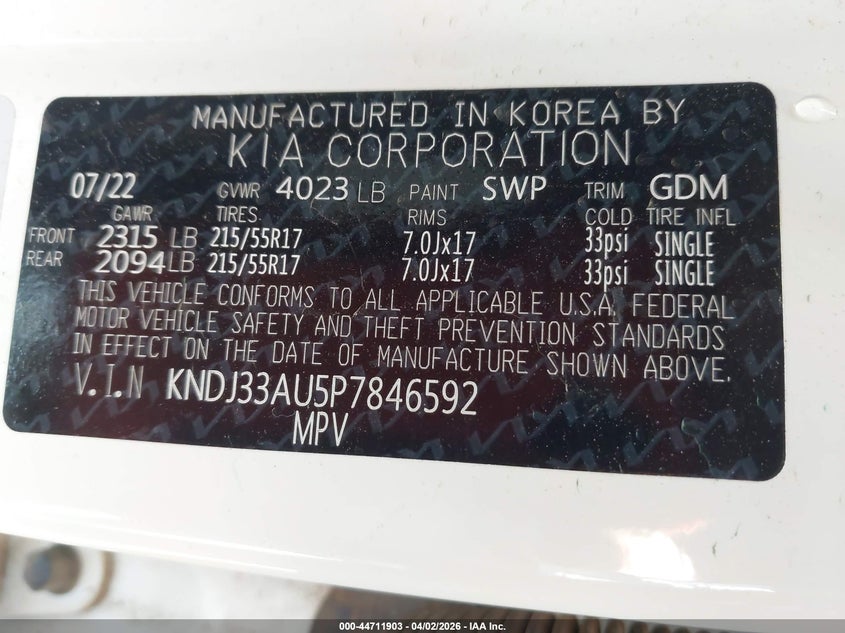 MANUFACTURED IN KOREA BY
KIA CORPORATION
07/22 GVWR 4023 LB PAINT SWP TRIM GDM
GAWR TIRES RIMS COLD TIRE INFL
FRONT 2315 LB 215/55R17 7.0Jx17 33psi SINGLE
REAR 2094 LB 215/55R17 7.0Jx17 33psi SINGLE
THIS VEHICLE CONFORMS TO ALL APPLICABLE U.S.A. FEDERAL
MOTOR VEHICLE SAFETY AND THEFT PREVENTION STANDARDS
IN EFFECT ON THE DATE OF MANUFACTURE SHOWN ABOVE.
V.I.N KNDJ33AU5P7846592
MPV
000-44711903 - 04/02/2026 - IAA Inc.